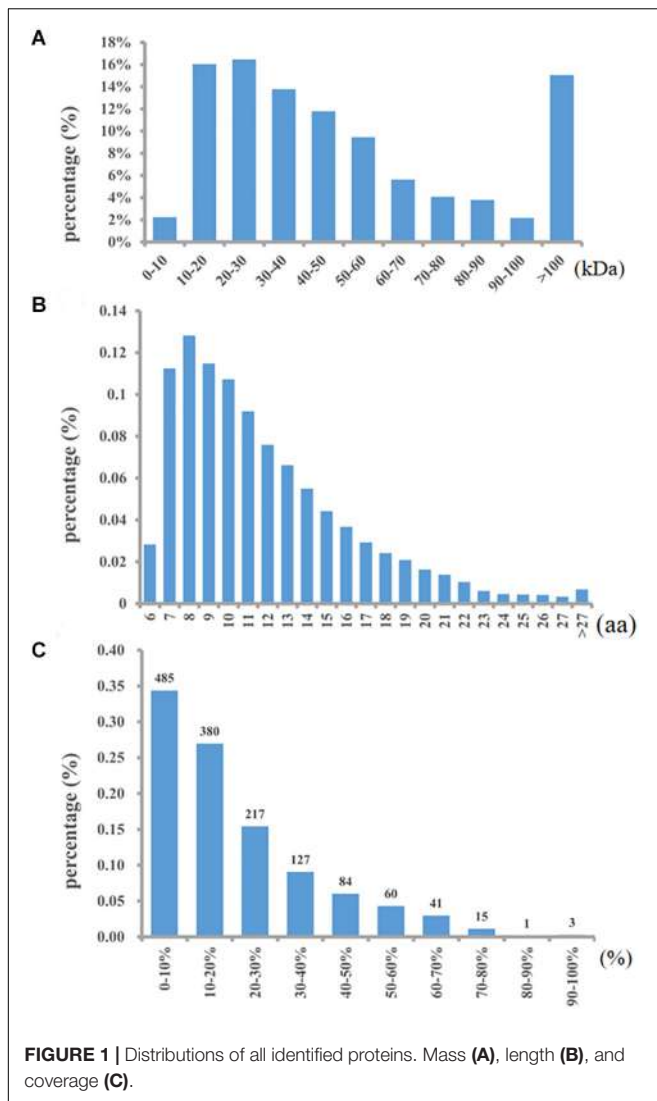 A
percentage (%)
18%
16%
14%
12%
10%
8%
6%
4%
2%
0%
0-10 10-20 20-30 30-40 40-50 50-60 60-70 70-80 80-90 90-100 >100 (kDa)
B
percentage (%)
0.14
0.12
0.1
0.08
0.06
0.04
0.02
0
6 7 8 9 10 11 12 13 14 15 16 17 18 19 20 21 22 23 24 25 26 27 >27 (aa)
C
percentage (%)
0.40
0.35
0.30
0.25
0.20
0.15
0.10
0.05
0.00
485 380 217 127 84 60 41 15 1 3
0-10% 10-20% 20-30% 30-40% 40-50% 50-60% 60-70% 70-80% 80-90% 90-100% (%)
FIGURE 1 | Distributions of all identified proteins. Mass (A), length (B), and
coverage (C).